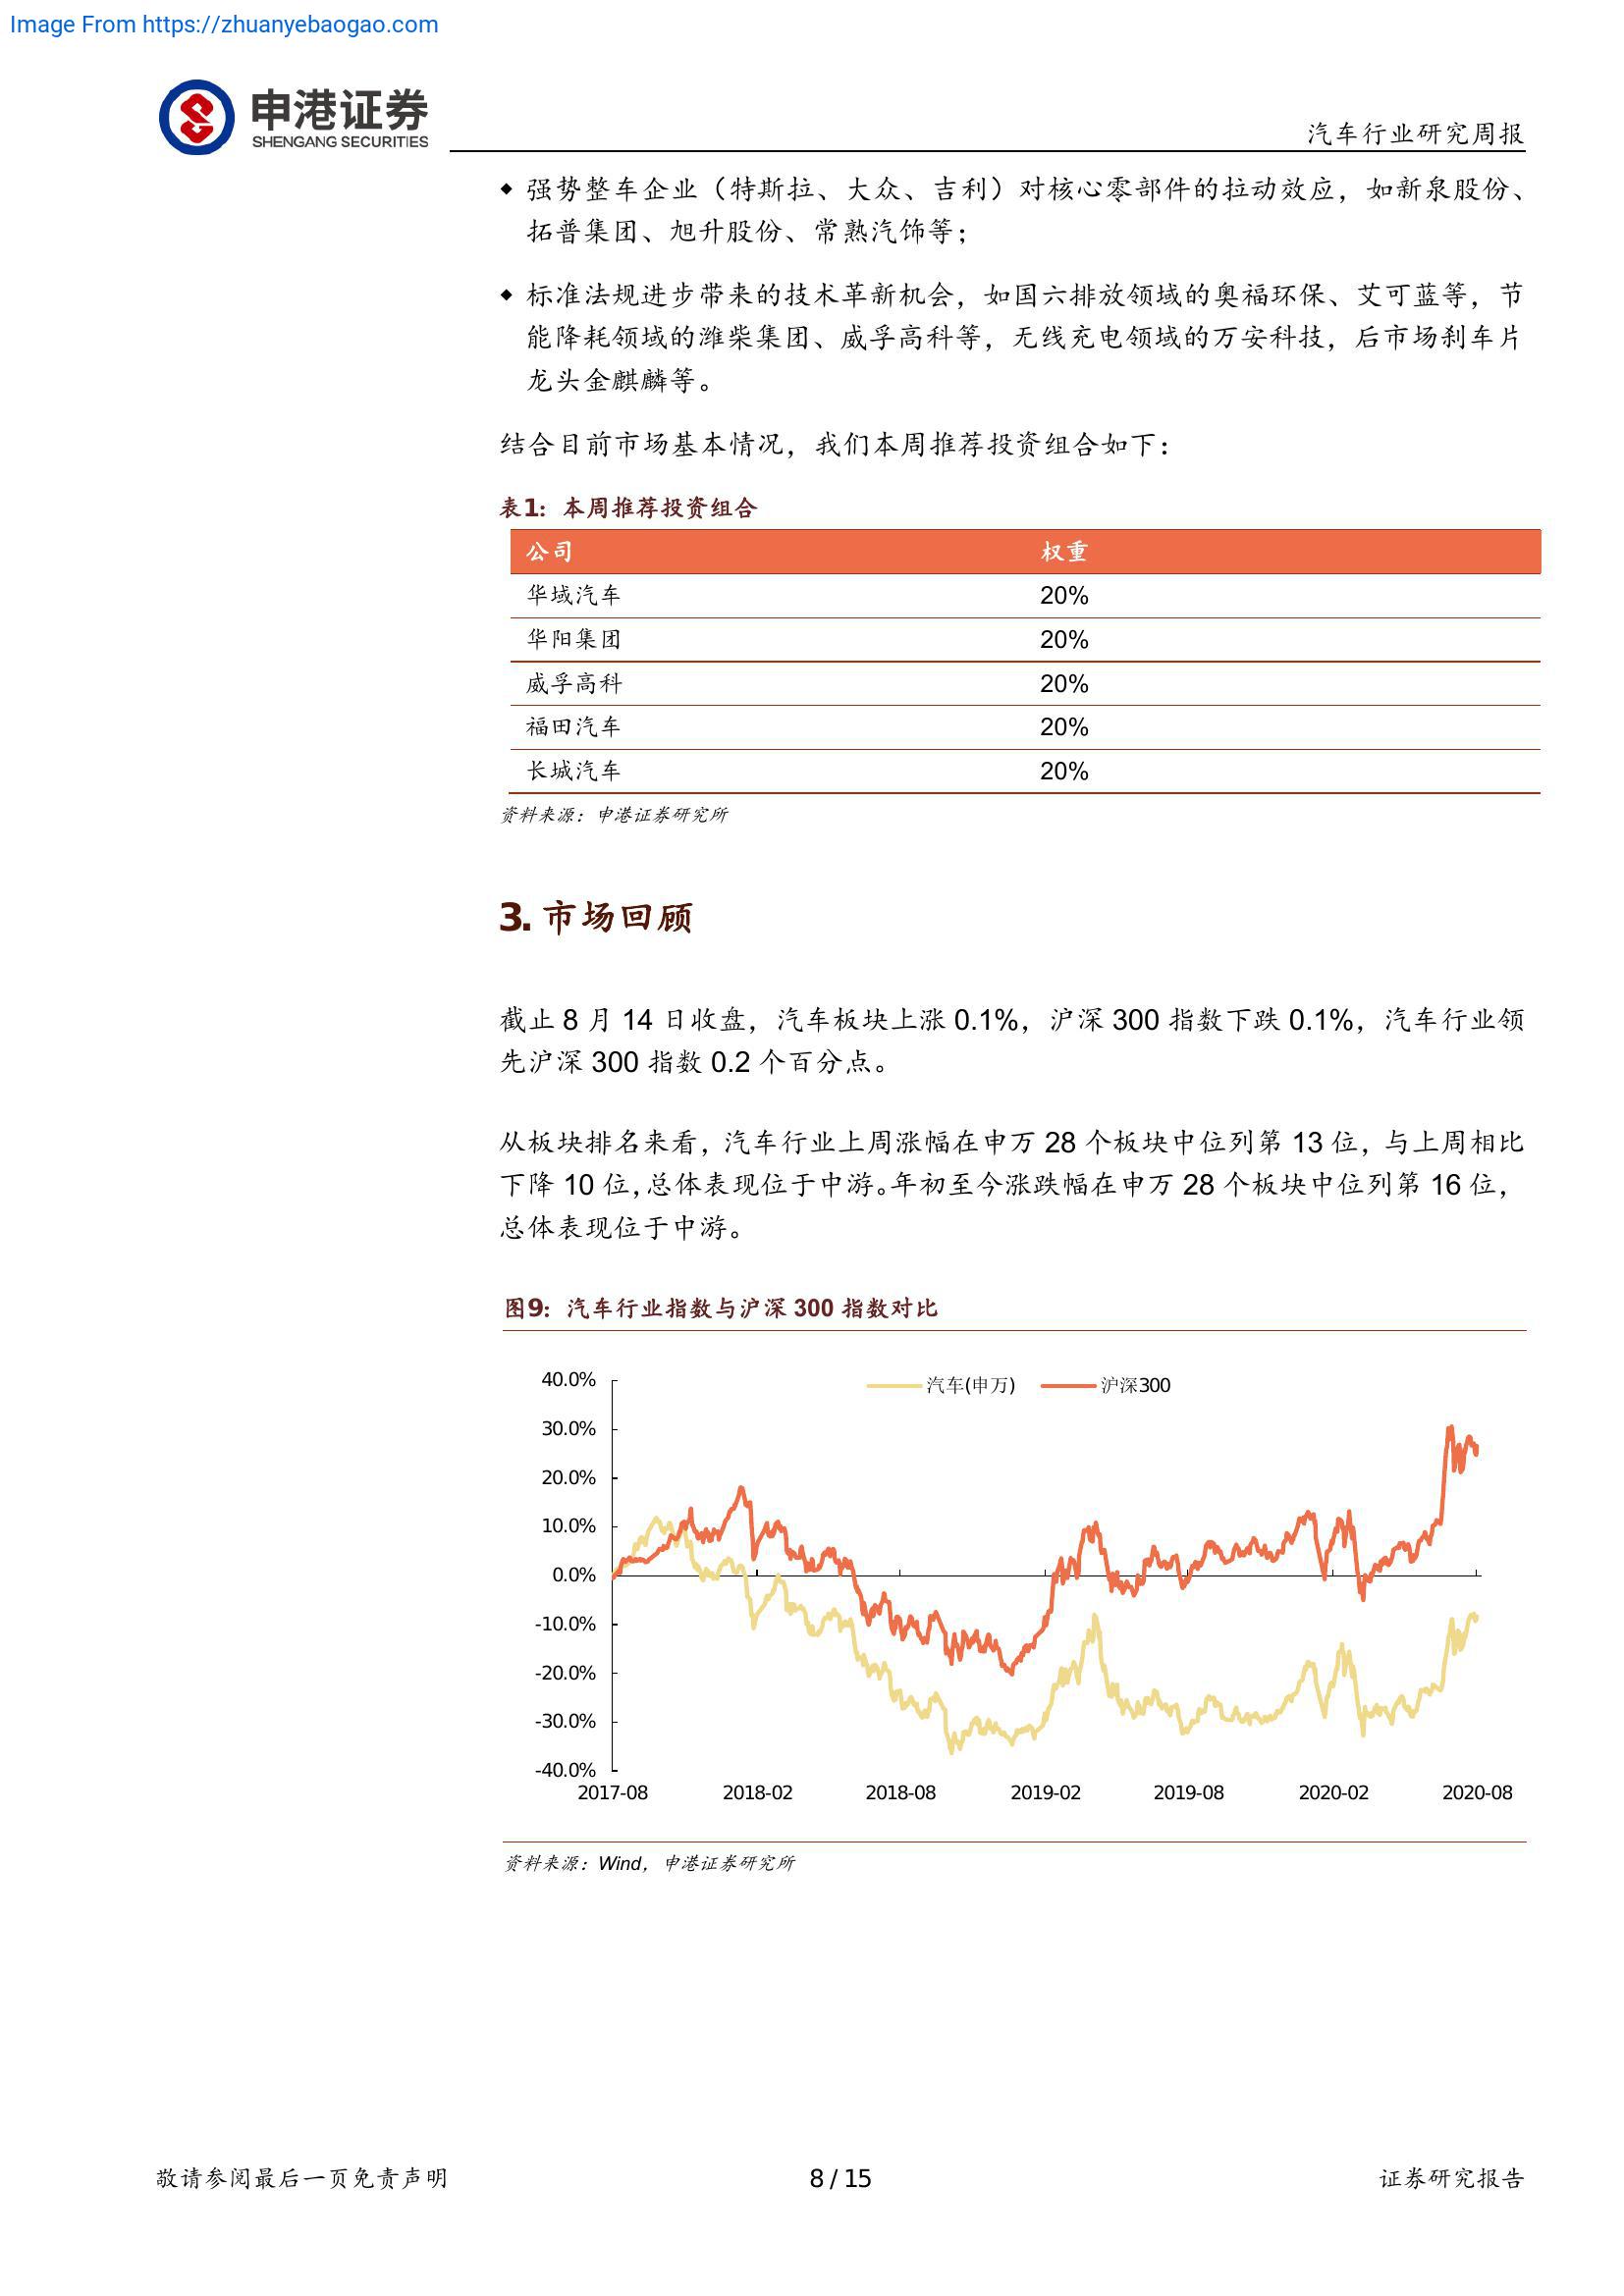 Image From https://zhuanyebaogao.com
申港证券
SHENGANG SECURITIES
汽车行业研究周报
◆ 强势整车企业（特斯拉、大众、吉利）对核心零部件的拉动效应，如新泉股份、
拓普集团、旭升股份、常熟汽饰等；
◆ 标准法规进步带来的技术革新机会，如国六排放领域的奥福环保、艾可蓝等，节
能降耗领域的潍柴集团、威孚高科等，无线充电领域的万安科技，后市场刹车片
龙头金麒麟等。
结合目前市场基本情况，我们本周推荐投资组合如下：
表1：本周推荐投资组合
公司 权重
华域汽车 20%
华阳集团 20%
威孚高科 20%
福田汽车 20%
长城汽车 20%
资料来源：申港证券研究所
3. 市场回顾
截止 8 月 14 日收盘，汽车板块上涨 0.1%，沪深 300 指数下跌 0.1%，汽车行业领
先沪深 300 指数 0.2 个百分点。
从板块排名来看，汽车行业上周涨幅在申万 28 个板块中位列第 13 位，与上周相比
下降 10 位，总体表现位于中游。年初至今涨跌幅在申万 28 个板块中位列第 16 位，
总体表现位于中游。
图9：汽车行业指数与沪深 300 指数对比
汽车(申万) 沪深300
40.0%
30.0%
20.0%
10.0%
0.0%
-10.0%
-20.0%
-30.0%
-40.0%
2017-08 2018-02 2018-08 2019-02 2019-08 2020-02 2020-08
资料来源：Wind，申港证券研究所
敬请参阅最后一页免责声明 8 / 15 证券研究报告